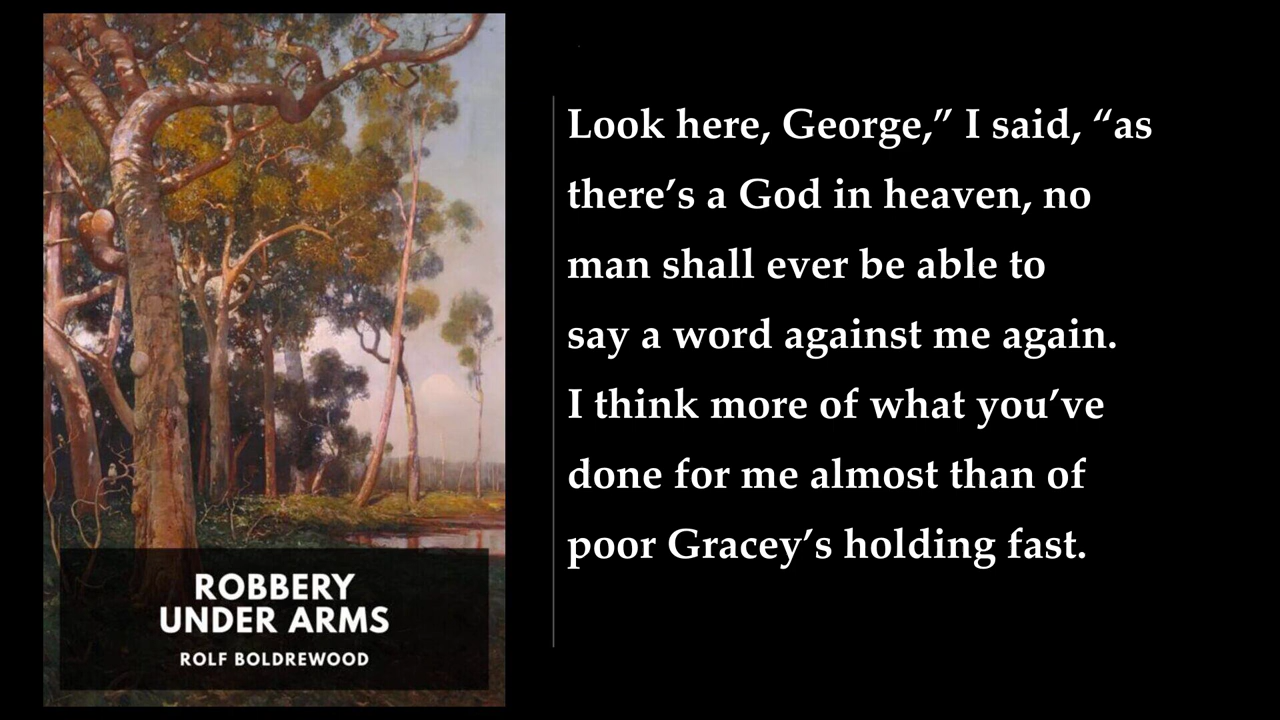 ROBBERY
UNDER ARMS
ROLF BOLDREWOOD
Look here, George,” I said, “as
there’s a God in heaven, no
man shall ever be able to
say a word against me again.
I think more of what you’ve
done for me almost than of
poor Gracey’s holding fast.